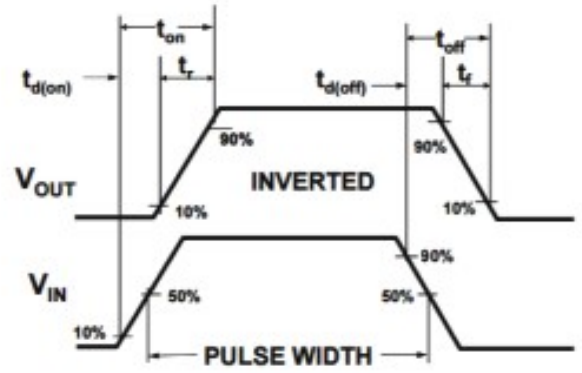 ton
toff
td(on)
tr
td(off)
tf
90%
90%
VOUT
INVERTED
10%
10%
90%
VIN
50%
50%
10%
PULSE WIDTH